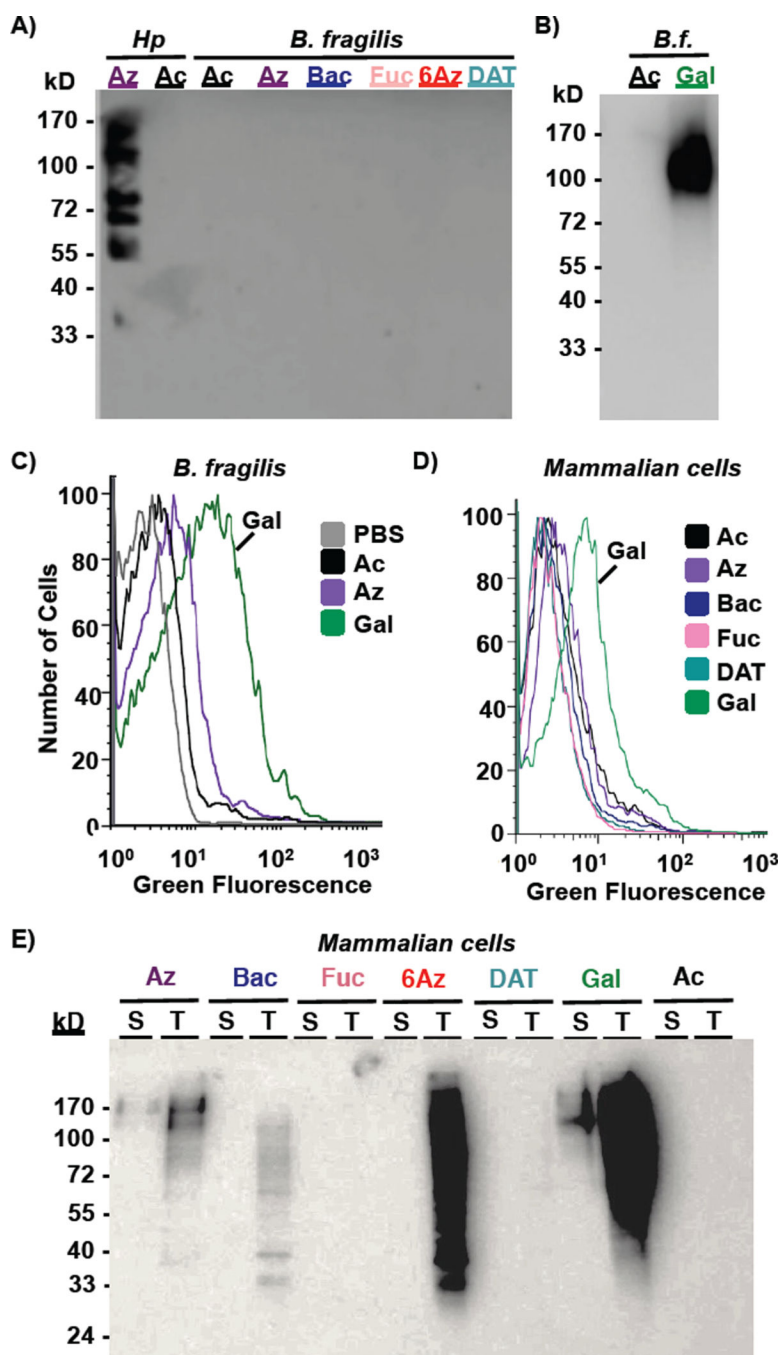 A)
Hp B. fragilis
Az Ac Ac Az Bac Fuc 6Az DAT
kD
170 -
100 -
72 -
55 -
40 -
33 -
B)
B.f.
Ac Gal
kD
170 -
100 -
72 -
55 -
40 -
33 -
C)
B. fragilis
Number of Cells
100
80
60
40
20
0
Gal
PBS
Ac
Az
Gal
10⁰ 10¹ 10² 10³
Green Fluorescence
D)
Mammalian cells
100
80
60
40
20
0
Gal
Ac
Az
Bac
Fuc
DAT
Gal
10⁰ 10¹ 10² 10³
Green Fluorescence
E)
Mammalian cells
Az Bac Fuc 6Az DAT Gal Ac
kD S T S T S T S T S T S T S T
170 -
100 -
72 -
55 -
40 -
33 -
24 -